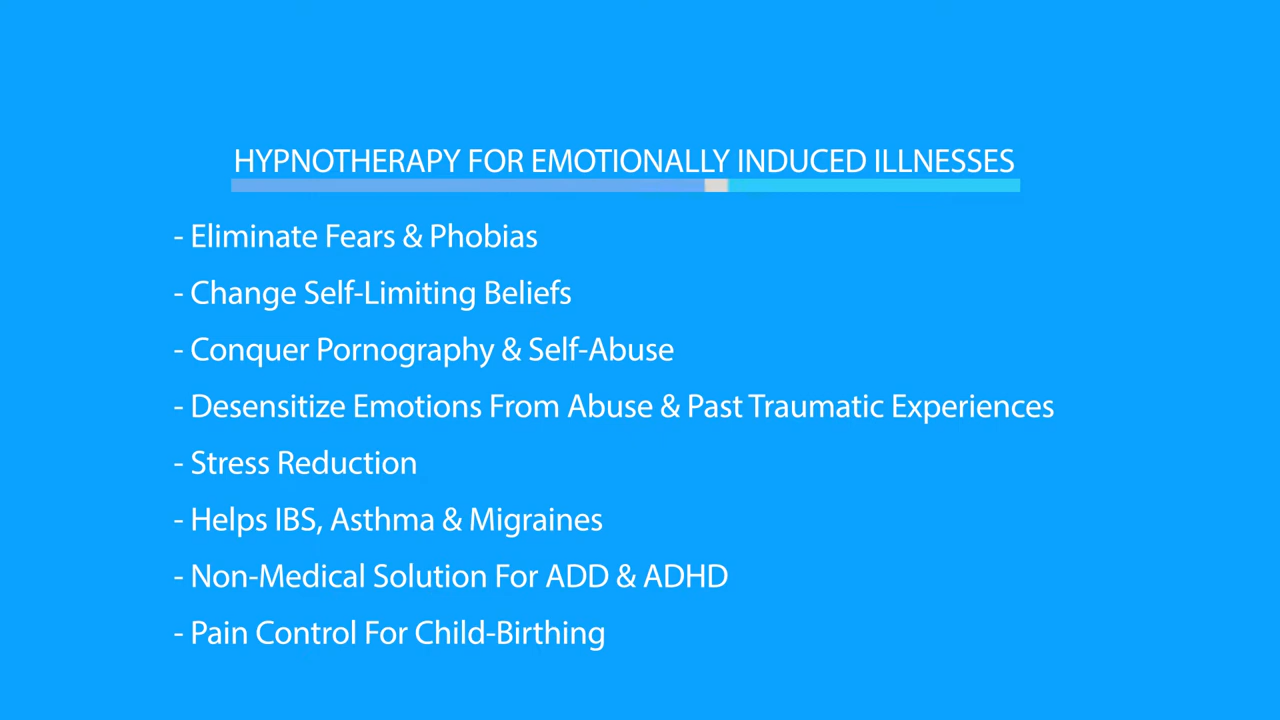 HYPNOTHERAPY FOR EMOTIONALLY INDUCED ILLNESSES
- Eliminate Fears & Phobias
- Change Self-Limiting Beliefs
- Conquer Pornography & Self-Abuse
- Desensitize Emotions From Abuse & Past Traumatic Experiences
- Stress Reduction
- Helps IBS, Asthma & Migraines
- Non-Medical Solution For ADD & ADHD
- Pain Control For Child-Birthing